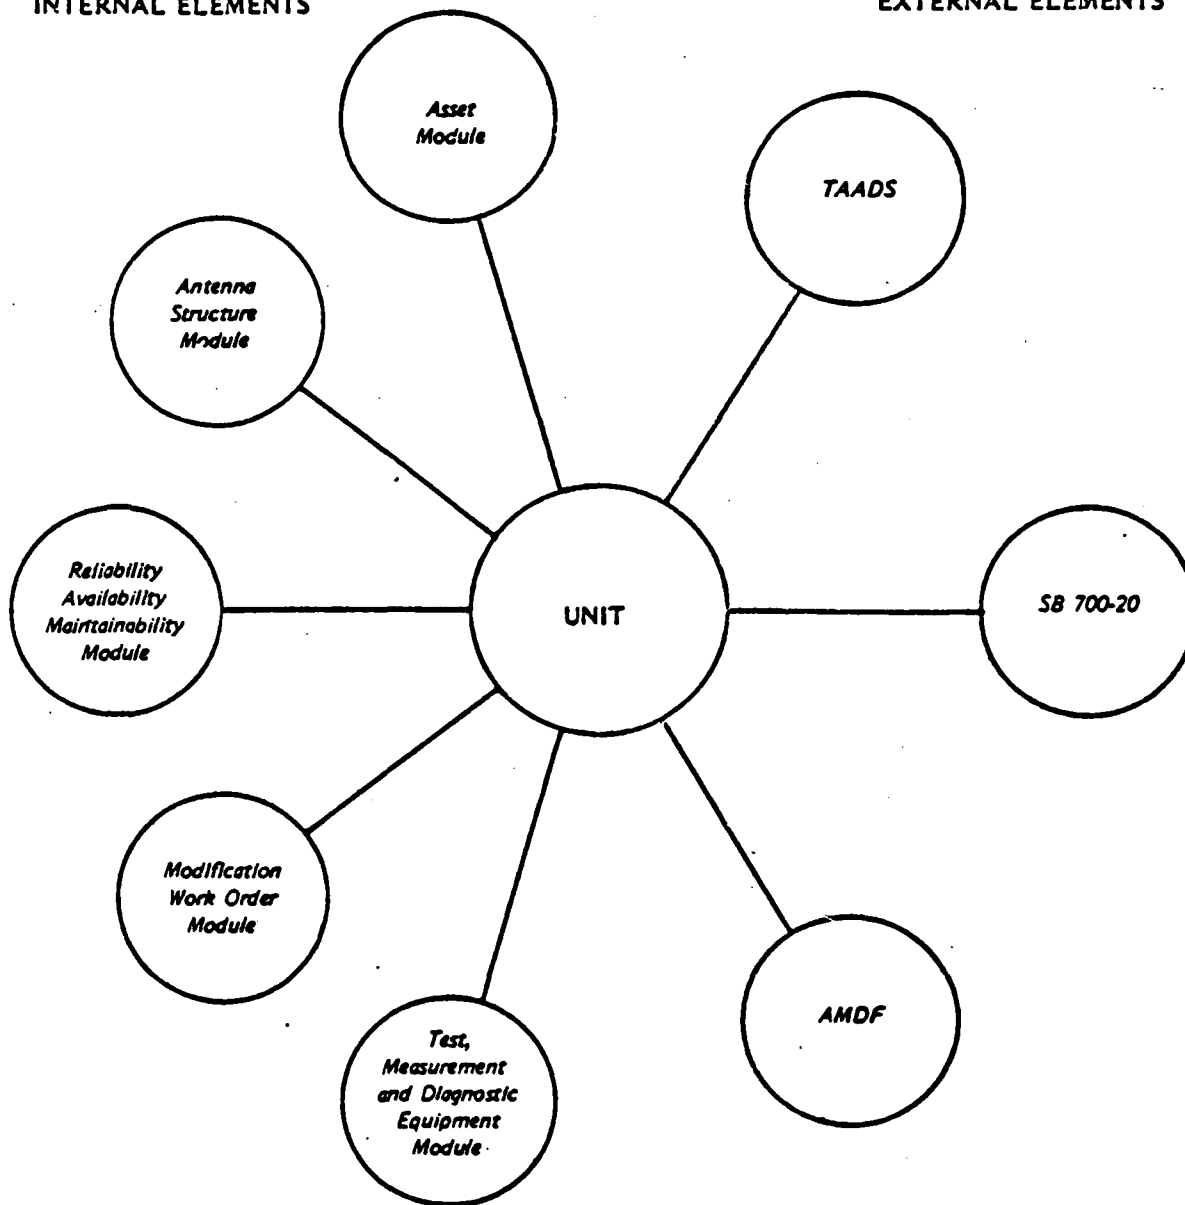 INTERNAL ELEMENTS
EXTERNAL ELEMENTS
Asset
Module
TAADS
Antenna
Structure
Module
Reliability
Availability
Maintainability
Module
UNIT
SB 700-20
Modification
Work Order
Module
AMDF
Test,
Measurement
and Diagnostic
Equipment
Module